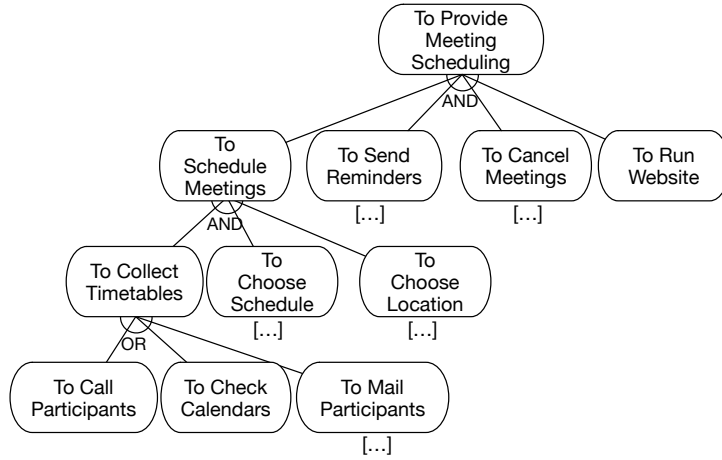 To Provide
Meeting
Scheduling
AND
To
Schedule
Meetings
To Send
Reminders
To Cancel
Meetings
To Run
Website
[...]
[...]
AND
To Collect
Timetables
To
Choose
Schedule
To
Choose
Location
[...]
[...]
OR
To Call
Participants
To Check
Calendars
To Mail
Participants
[...]